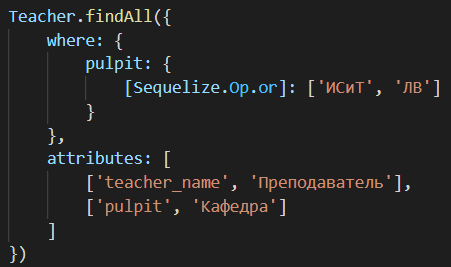 Teacher.findAll({
    where: {
        pulpit: {
            [Sequelize.Op.or]: ['ИСиТ', 'ЛВ']
        }
    },
    attributes: [
        ['teacher_name', 'Преподаватель'],
        ['pulpit', 'Кафедра']
    ]
})